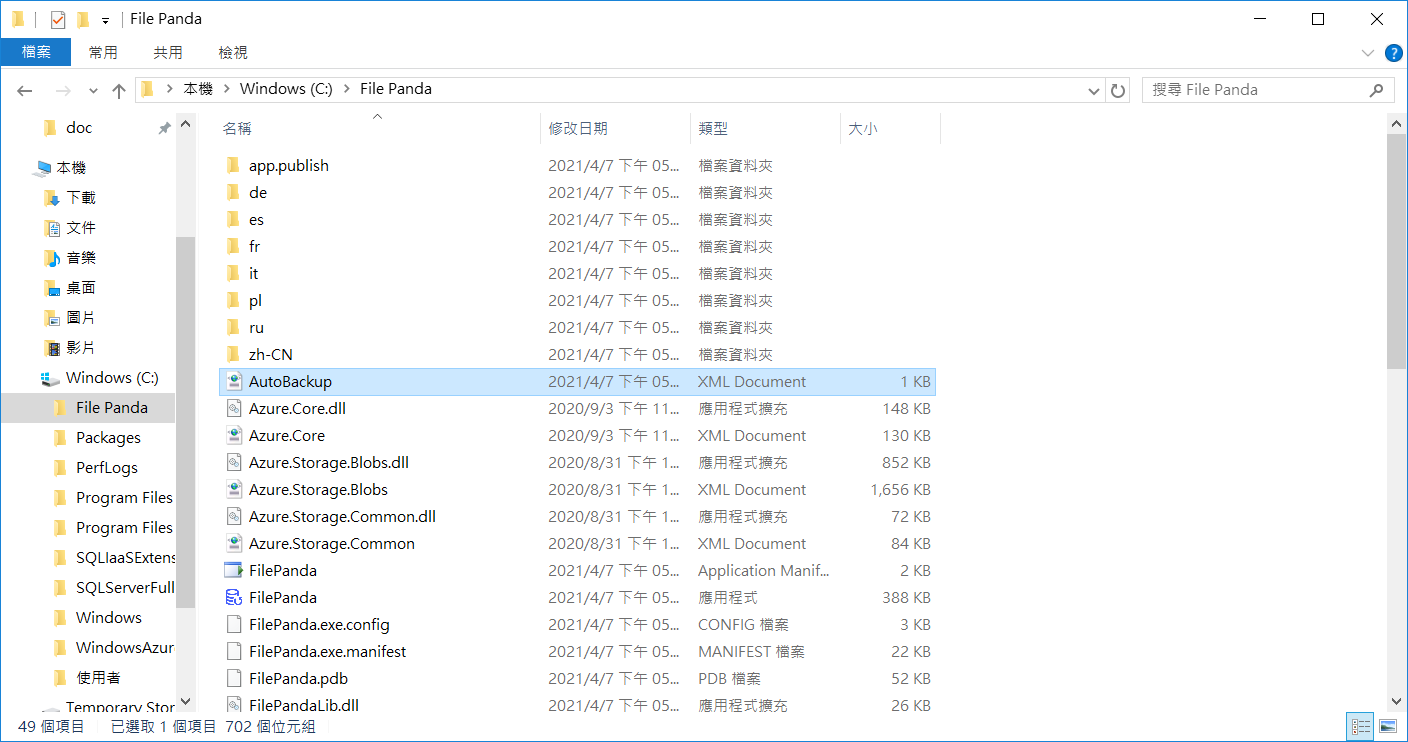 File Panda
檔案 常用 共用 檢視
本機 Windows (C:) File Panda 搜尋 File Panda
doc
本機
下載
文件
音樂
桌面
圖片
影片
Windows (C:)
File Panda
Packages
PerfLogs
Program Files
Program Files
SQLIaaSExtens
SQLServerFull
Windows
WindowsAzur
使用者
Temporary Stor
名稱 修改日期 類型 大小
app.publish 2021/4/7 下午 05... 檔案資料夾
de 2021/4/7 下午 05... 檔案資料夾
es 2021/4/7 下午 05... 檔案資料夾
fr 2021/4/7 下午 05... 檔案資料夾
it 2021/4/7 下午 05... 檔案資料夾
pl 2021/4/7 下午 05... 檔案資料夾
ru 2021/4/7 下午 05... 檔案資料夾
zh-CN 2021/4/7 下午 05... 檔案資料夾
AutoBackup 2021/4/7 下午 05... XML Document 1 KB
Azure.Core.dll 2020/9/3 下午 11... 應用程式擴充 148 KB
Azure.Core 2020/9/3 下午 11... XML Document 130 KB
Azure.Storage.Blobs.dll 2020/8/31 下午 1... 應用程式擴充 852 KB
Azure.Storage.Blobs 2020/8/31 下午 1... XML Document 1,656 KB
Azure.Storage.Common.dll 2020/8/31 下午 1... 應用程式擴充 72 KB
Azure.Storage.Common 2020/8/31 下午 1... XML Document 84 KB
FilePanda 2021/4/7 下午 05... Application Manif... 2 KB
FilePanda 2021/4/7 下午 05... 應用程式 388 KB
FilePanda.exe.config 2021/4/7 下午 05... CONFIG 檔案 3 KB
FilePanda.exe.manifest 2021/4/7 下午 05... MANIFEST 檔案 22 KB
FilePanda.pdb 2021/4/7 下午 05... PDB 檔案 52 KB
FilePandaLib.dll 2021/4/7 下午 05... 應用程式擴充 26 KB
49 個項目 已選取 1 個項目 702 個位元組